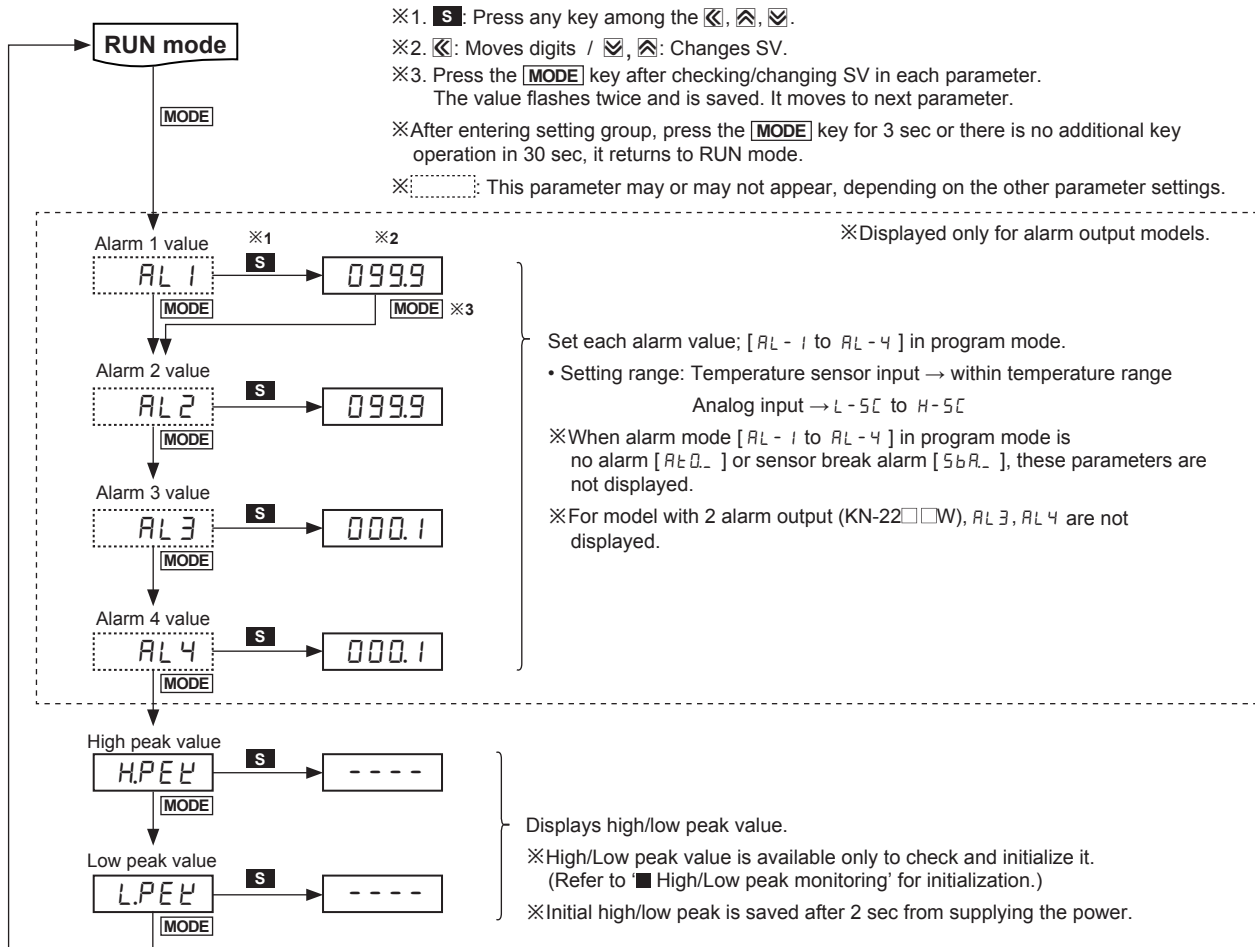 RUN mode
MODE
※1. S: Press any key among the ≪, ︽, ︾.
※2. ≪: Moves digits / ︾, ︽: Changes SV.
※3. Press the MODE key after checking/changing SV in each parameter.
The value flashes twice and is saved. It moves to next parameter.
※After entering setting group, press the MODE key for 3 sec or there is no additional key
operation in 30 sec, it returns to RUN mode.
※ : This parameter may or may not appear, depending on the other parameter settings.
※Displayed only for alarm output models.
Alarm 1 value
※1
※2
AL 1
S
099.9
MODE
MODE ※3
Alarm 2 value
AL2
S
099.9
MODE
Alarm 3 value
AL3
S
000.1
MODE
Alarm 4 value
AL4
S
000.1
MODE
Set each alarm value; [ AL-1 to AL-4 ] in program mode.
• Setting range: Temperature sensor input → within temperature range
Analog input → L-SC to H-SC
※When alarm mode [ AL-1 to AL-4 ] in program mode is
no alarm [ At0._ ] or sensor break alarm [ SbA._ ], these parameters are
not displayed.
※For model with 2 alarm output (KN-22□□W), AL3, AL4 are not
displayed.
High peak value
H.PEK
S
----
MODE
Low peak value
L.PEK
S
----
MODE
Displays high/low peak value.
※High/Low peak value is available only to check and initialize it.
(Refer to '■ High/Low peak monitoring' for initialization.)
※Initial high/low peak is saved after 2 sec from supplying the power.